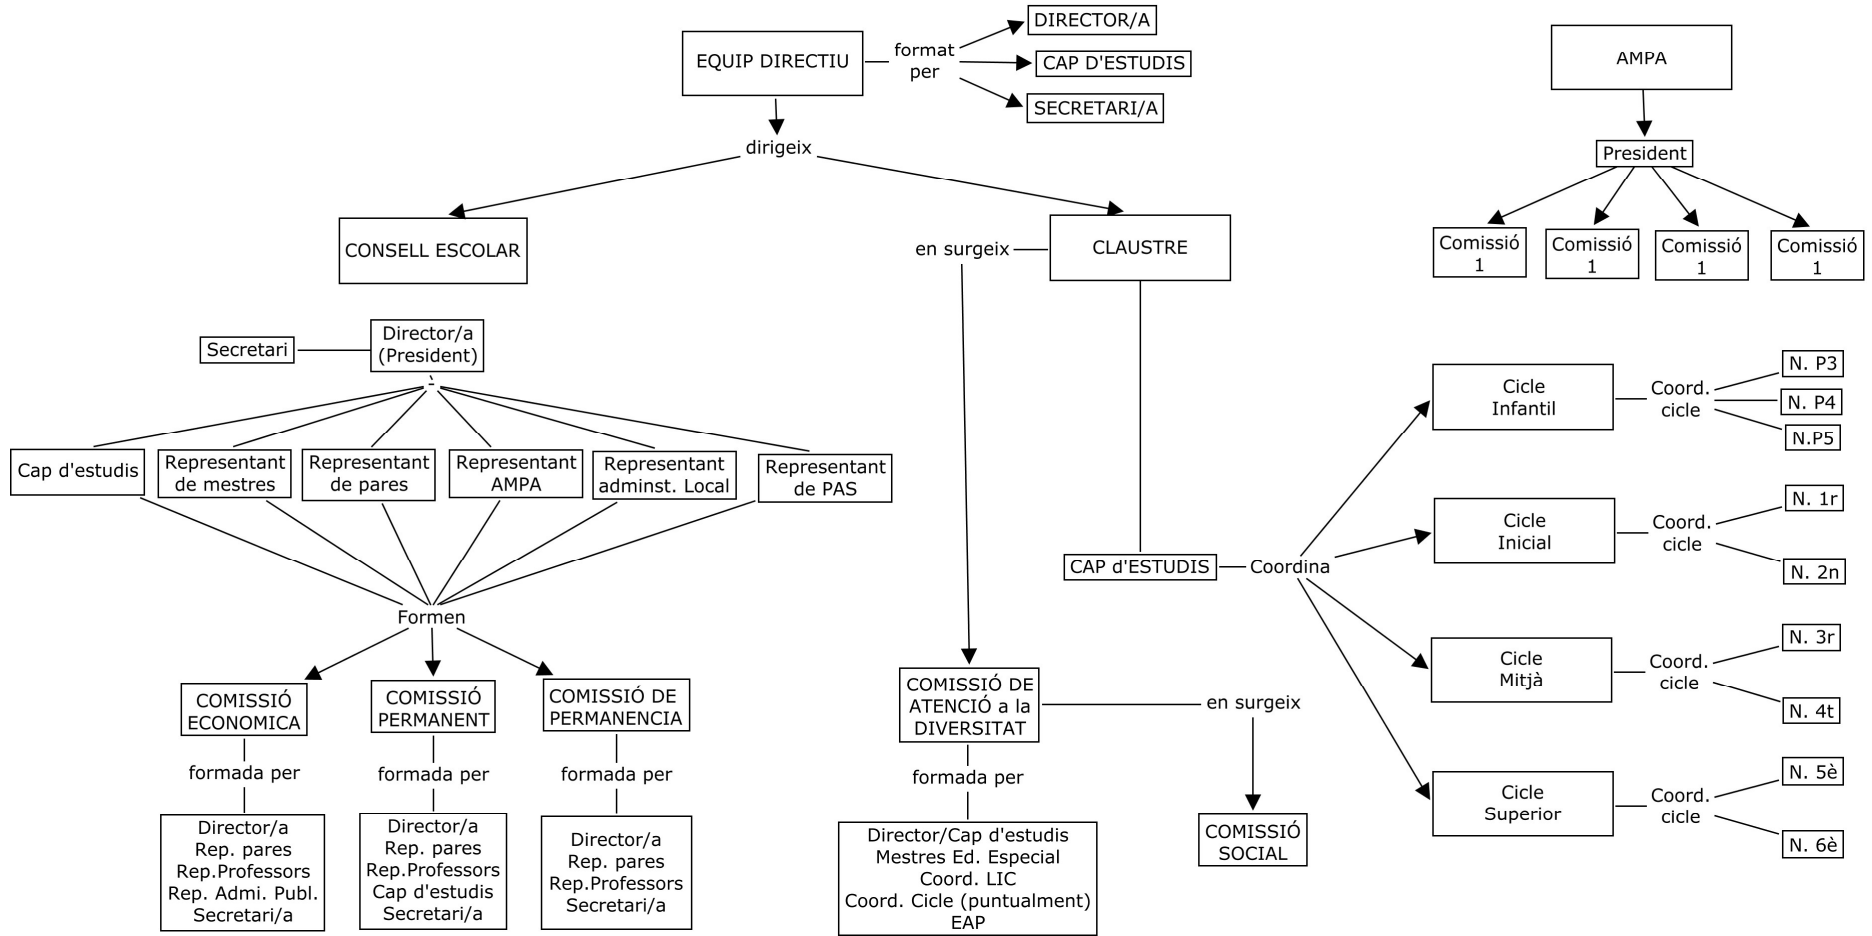 DIRECTOR/A
EQUIP DIRECTIU
format
per
CAP D'ESTUDIS
SECRETARI/A
AMPA
dirigeix
President
CONSELL ESCOLAR
en surgeix
CLAUSTRE
Comissió
1
Comissió
1
Comissió
1
Comissió
1
Secretari
Director/a
(President)
-
Cap d'estudis
Representant
de mestres
Representant
de pares
Representant
AMPA
Representant
adminst. Local
Representant
de PAS
Formen
CAP d'ESTUDIS
Coordina
Cicle
Infantil
Coord.
cicle
N. P3
N. P4
N.P5
Cicle
Inicial
Coord.
cicle
N. 1r
N. 2n
Cicle
Mitjà
Coord.
cicle
N. 3r
N. 4t
Cicle
Superior
Coord.
cicle
N. 5è
N. 6è
COMISSIÓ
ECONOMICA
COMISSIÓ
PERMANENT
COMISSIÓ DE
PERMANENCIA
COMISSIÓ DE
ATENCIÓ a la
DIVERSITAT
en surgeix
formada per
formada per
formada per
formada per
Director/a
Rep. pares
Rep.Professors
Rep. Admi. Publ.
Secretari/a
Director/a
Rep. pares
Rep.Professors
Cap d'estudis
Secretari/a
Director/a
Rep. pares
Rep.Professors
Secretari/a
Director/Cap d'estudis
Mestres Ed. Especial
Coord. LIC
Coord. Cicle (puntualment)
EAP
COMISSIÓ
SOCIAL